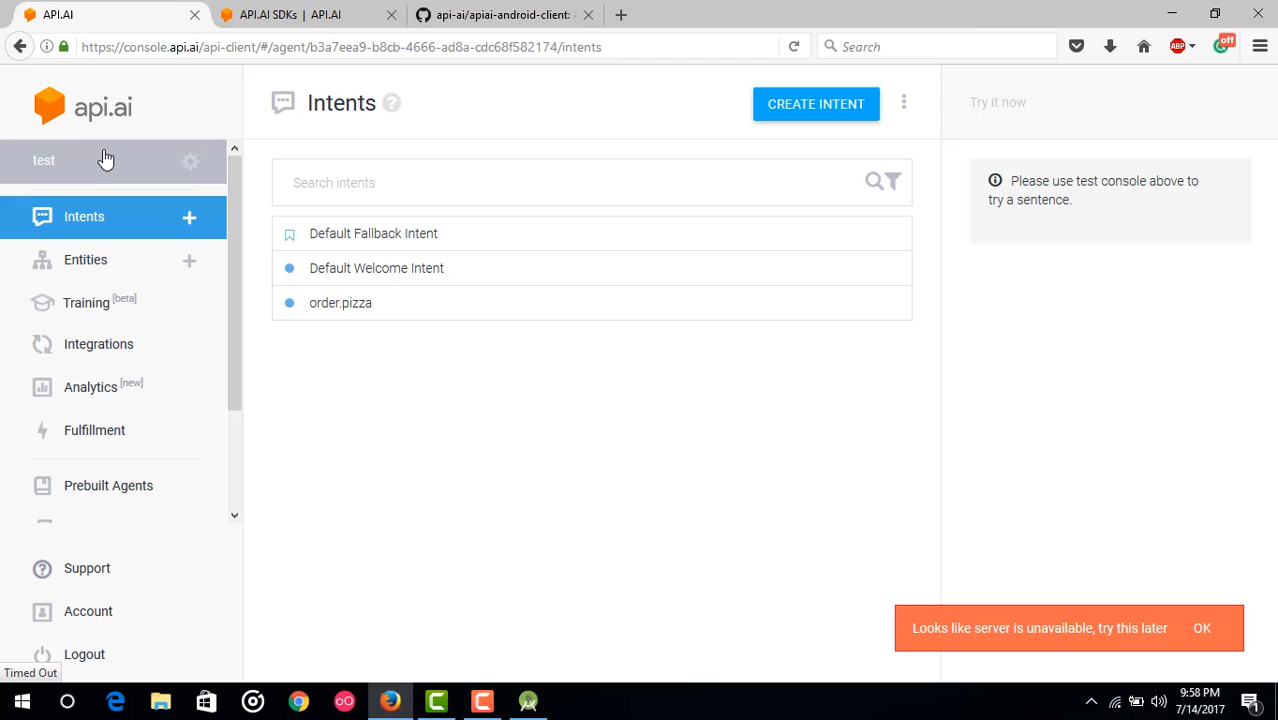 API.AI
API.AI SDKs | API.AI
api-ai/apiai-android-client:
https://console.api.ai/api-client/#/agent/b3a7eea9-b8cb-4666-ad8a-cdc68f582174/intents
Search
ABP
off
api.ai
Intents
CREATE INTENT
Try it now
test
Search intents
Please use test console above to
try a sentence.
Intents
Default Fallback Intent
Entities
Default Welcome Intent
Training [beta]
order.pizza
Integrations
Analytics [new]
Fulfillment
Prebuilt Agents
Support
Account
Looks like server is unavailable, try this later
OK
Logout
Timed Out
9:58 PM
7/14/2017
1